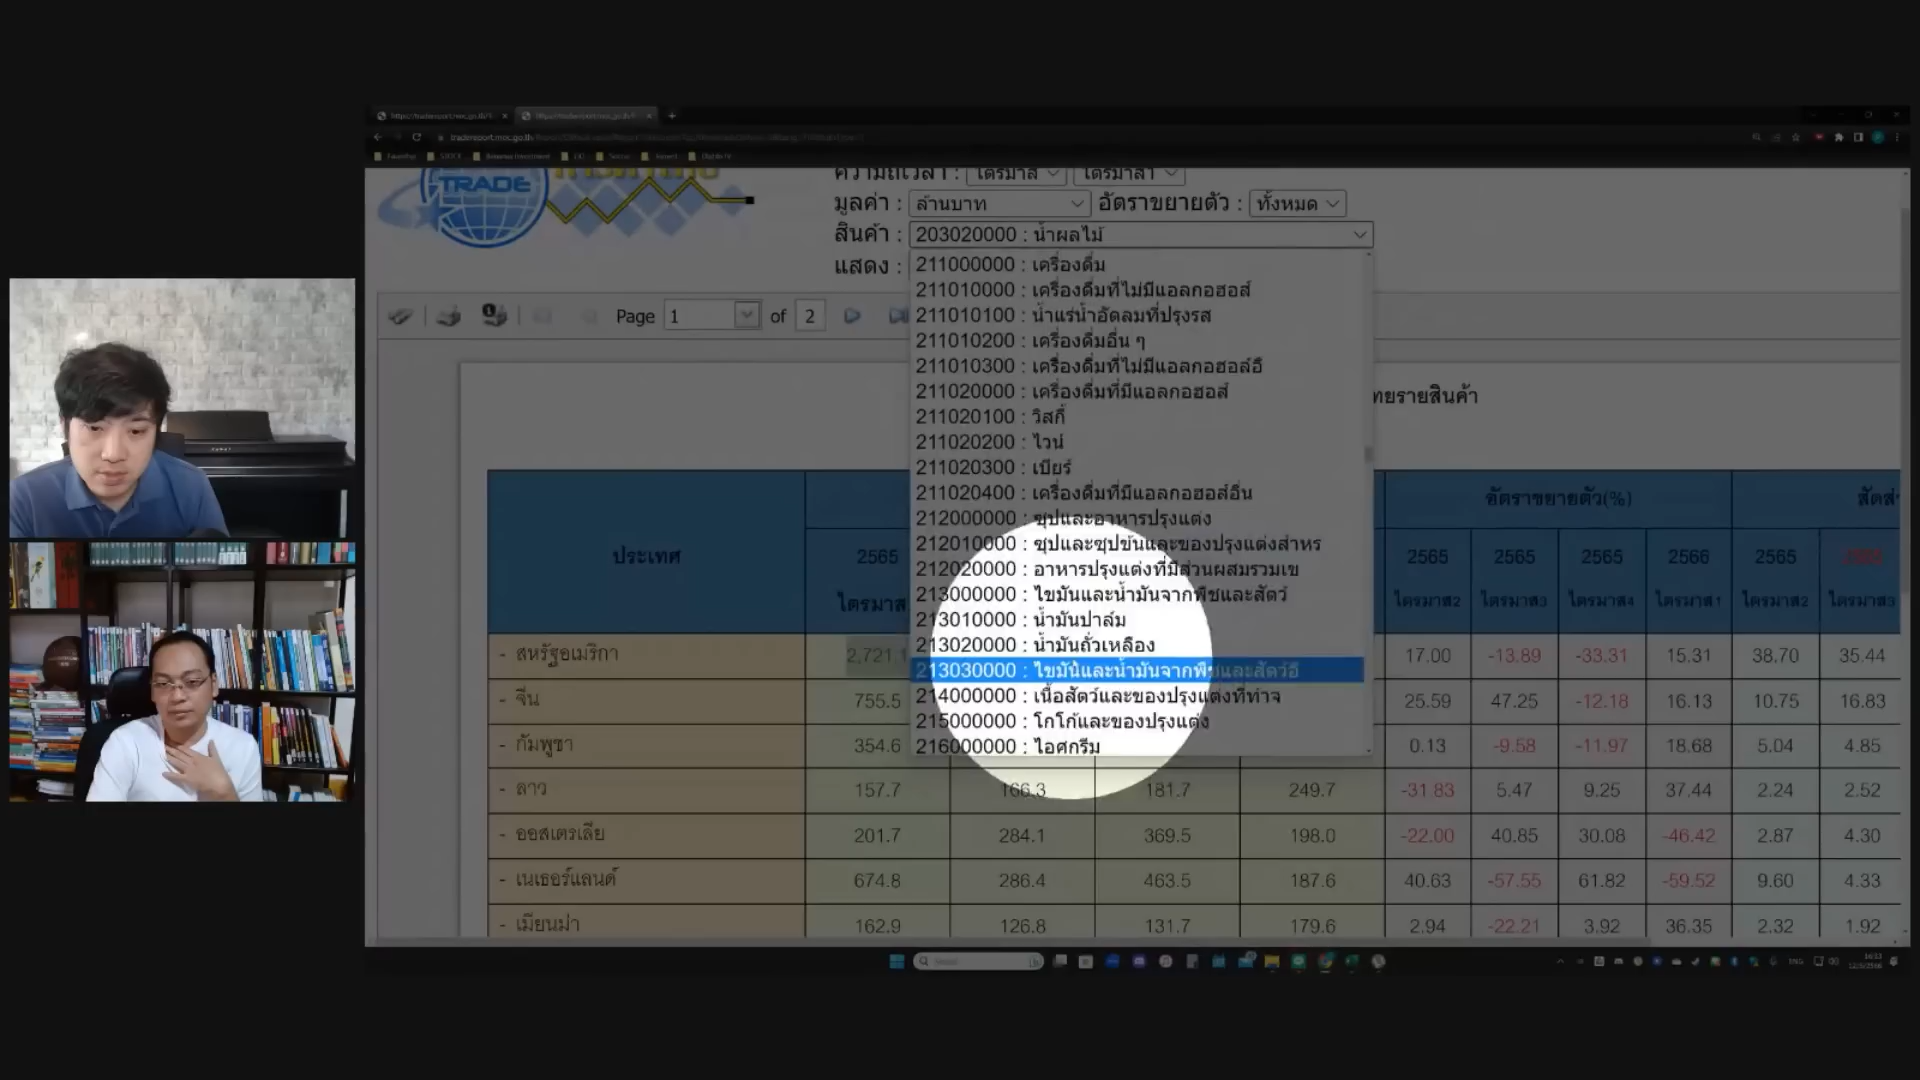 TRADE
ความถี่เวลา : ไตรมาส ไตรมาส1
มูลค่า : ล้านบาท อัตราขยายตัว : ทั้งหมด
สินค้า : 203020000 : น้ำผลไม้
แสดง :
211000000 : เครื่องดื่ม
211010000 : เครื่องดื่มที่ไม่มีแอลกอฮอล์
211010100 : น้ำแร่น้ำอัดลมที่ปรุงรส
211010200 : เครื่องดื่มอื่น ๆ
211010300 : เครื่องดื่มที่ไม่มีแอลกอฮอล์อื่
211020000 : เครื่องดื่มที่มีแอลกอฮอล์
211020100 : วิสกี้
211020200 : ไวน์
211020300 : เบียร์
211020400 : เครื่องดื่มที่มีแอลกอฮอล์อื่น
212000000 : ซุปและอาหารปรุงแต่ง
212010000 : ซุปและซุปข้นและของปรุงแต่งสำหร
212020000 : อาหารปรุงแต่งที่มีส่วนผสมรวมเข
213000000 : ไขมันและน้ำมันจากพืชและสัตว์
213010000 : น้ำมันปาล์ม
213020000 : น้ำมันถั่วเหลือง
213030000 : ไขมันและน้ำมันจากพืชและสัตว์อื
214000000 : เนื้อสัตว์และของปรุงแต่งที่ทำจ
215000000 : โกโก้และของปรุงแต่ง
216000000 : ไอศกรีม
Page 1 of 2
ทยรายสินค้า
ประเทศ อัตราขยายตัว(%) สัดส่
2565 2565 2565 2565 2566 2565
ไตรมาส ไตรมาส2 ไตรมาส3 ไตรมาส4 ไตรมาส1 ไตรมาส2 ไตรมาส3
- สหรัฐอเมริกา 2,721.1 17.00 -13.89 -33.31 15.31 38.70 35.44
- จีน 755.5 25.59 47.25 -12.18 16.13 10.75 16.83
- กัมพูชา 354.6 0.13 -9.58 -11.97 18.68 5.04 4.85
- ลาว 157.7 166.3 181.7 249.7 -31.83 5.47 9.25 37.44 2.24 2.52
- ออสเตรเลีย 201.7 284.1 369.5 198.0 -22.00 40.85 30.08 -46.42 2.87 4.30
- เนเธอร์แลนด์ 674.8 286.4 463.5 187.6 40.63 -57.55 61.82 -59.52 9.60 4.33
- เมียนมา 162.9 126.8 131.7 179.6 2.94 -22.21 3.92 36.35 2.32 1.92